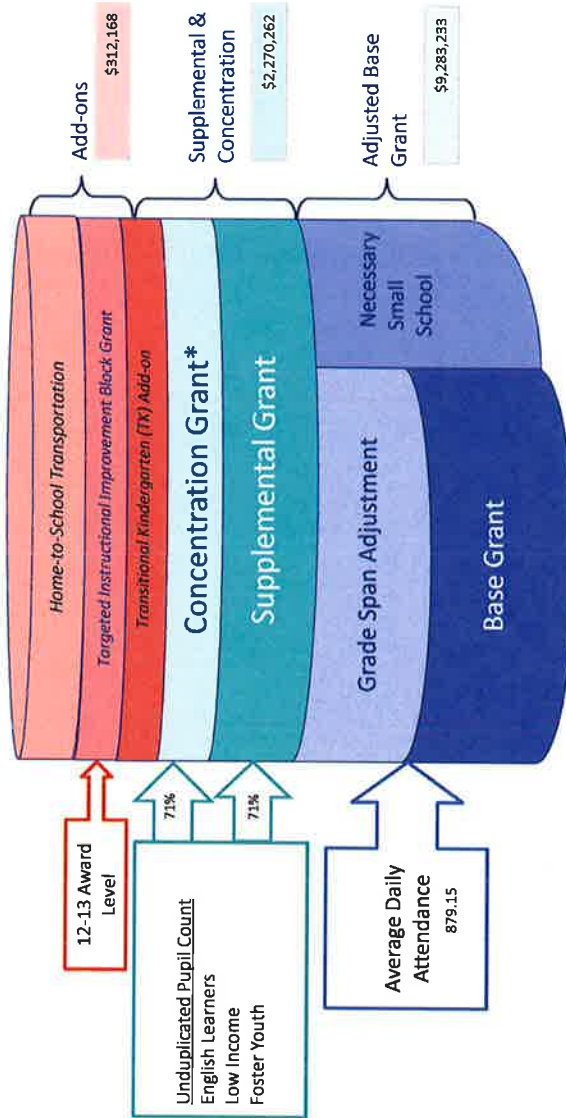 Home-to-School Transportation
Targeted Instructional Improvement Block Grant
Transitional Kindergarten (TK) Add-on
Concentration Grant*
Supplemental Grant
Grade Span Adjustment
Necessary
Small
School
Base Grant
12-13 Award
Level
Unduplicated Pupil Count
English Learners
Low Income
Foster Youth
71%
71%
Average Daily
Attendance
879.15
Add-ons
$312,168
Supplemental &
Concentration
$2,270,262
Adjusted Base
Grant
$9,283,233